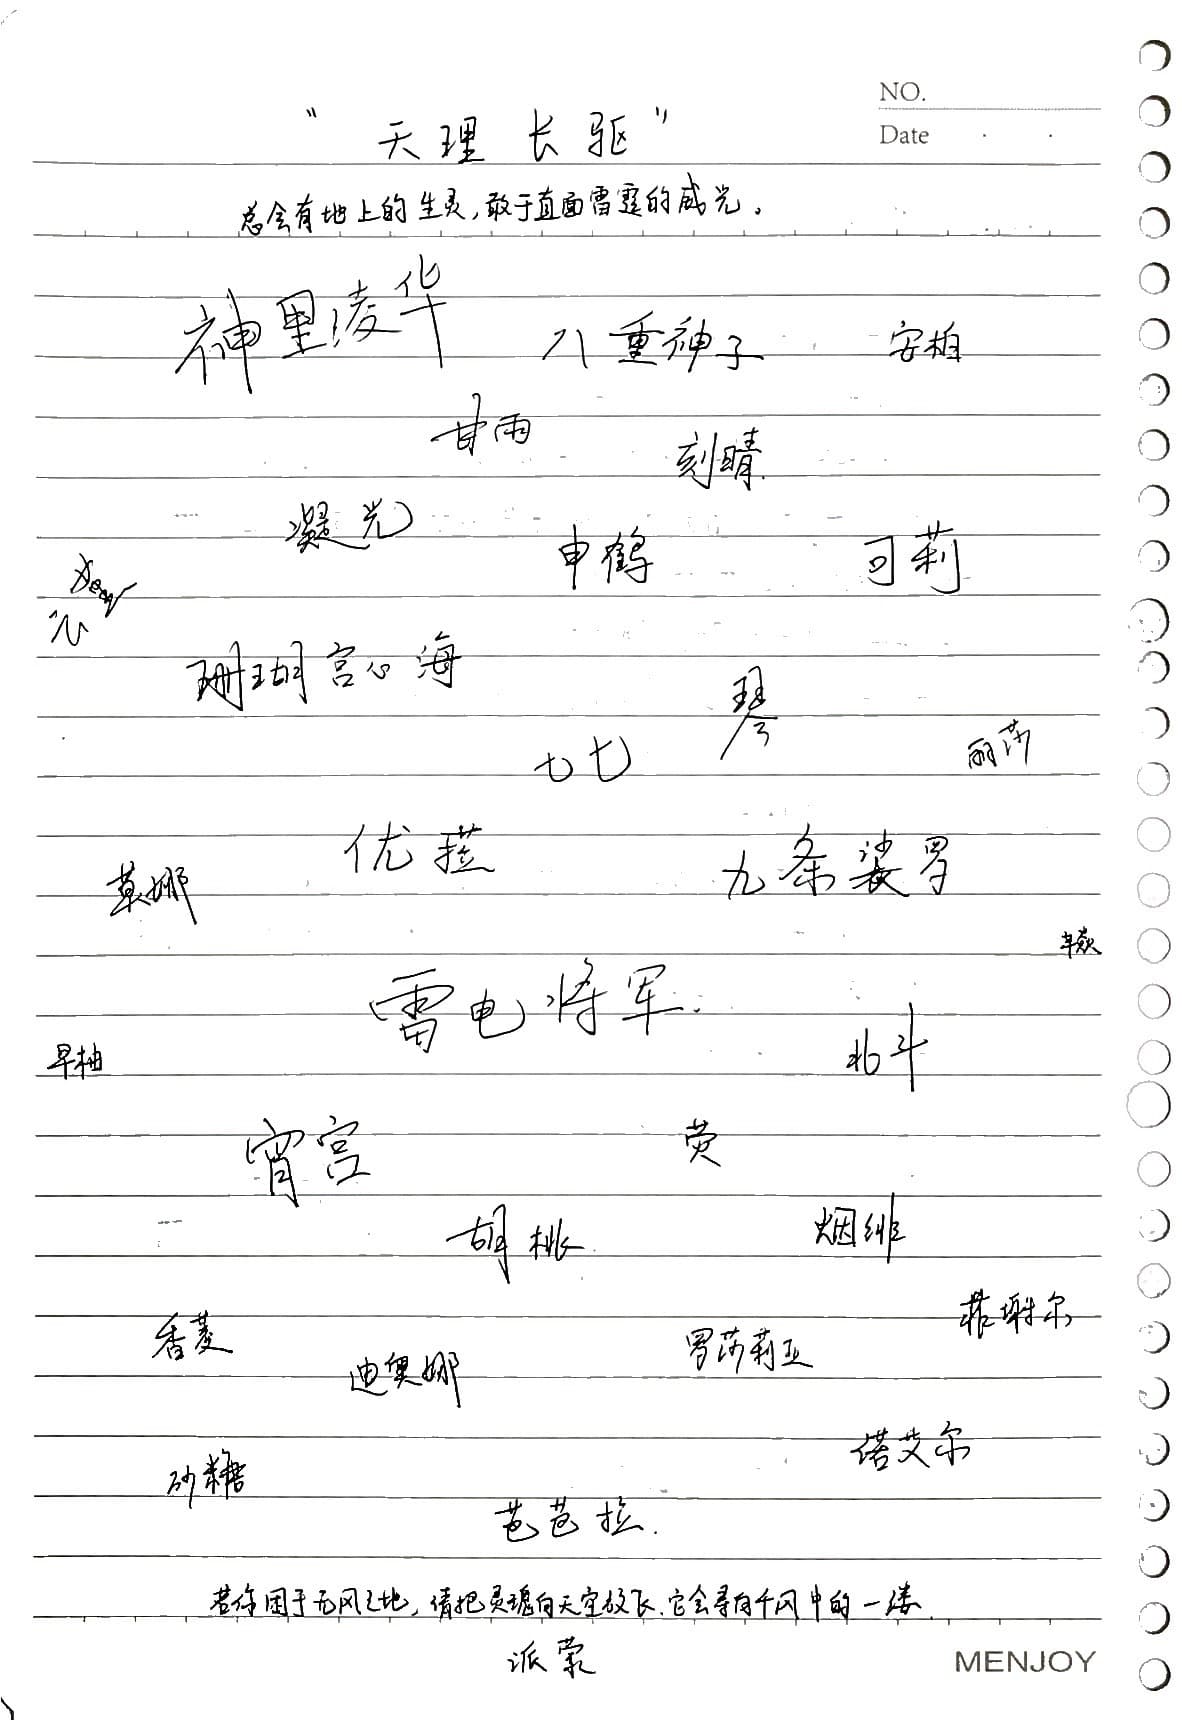 NO.
"天理长驱"
Date
总会有地上的生灵,敢于直面雷霆的威光。
神里凌华
八重神子
安柏
甘雨
刻晴
凝光
申鹤
可莉
珊瑚宫心海
琴
七七
丽莎
优菈
九条裟罗
莫娜
辛焱
雷电将军
北斗
早柚
宵宫
荧
胡桃
烟绯
菲谢尔
香菱
迪奥娜
罗莎莉亚
诺艾尔
砂糖
芭芭拉
若你困于无风之地,请把灵魂向天空放飞,它会寻向千风中的一缕
派蒙
MENJOY